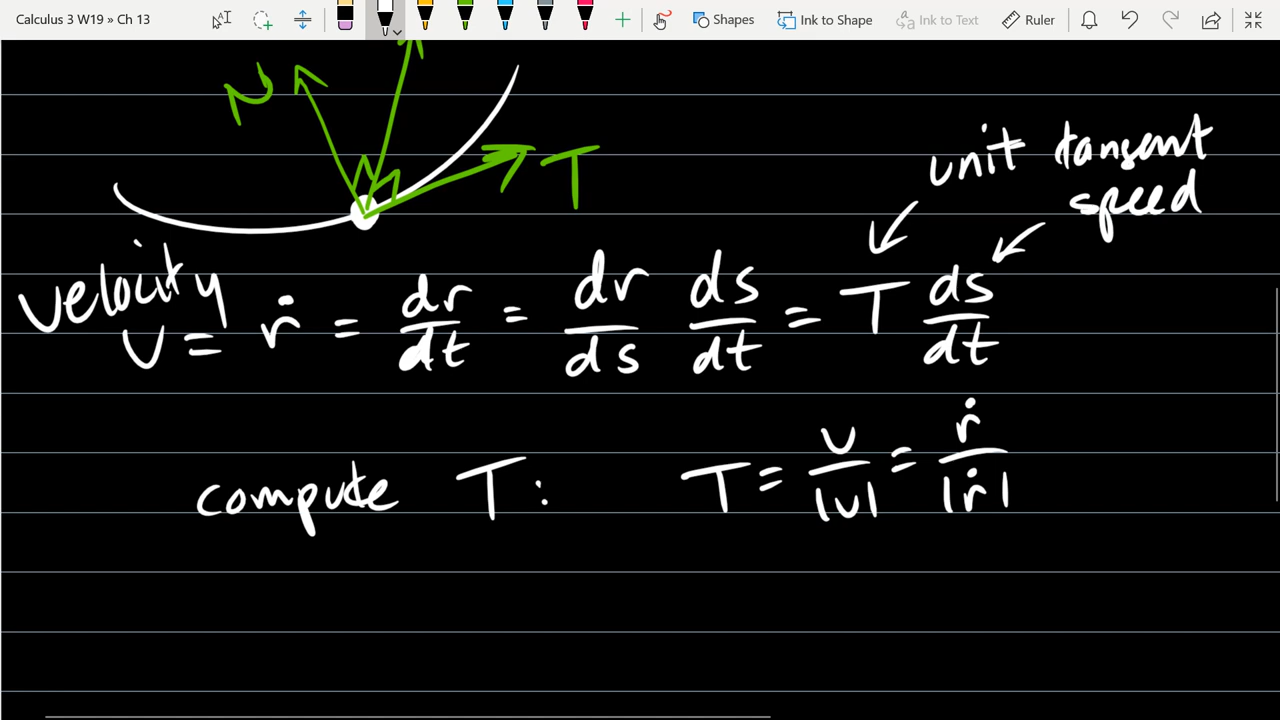 Calculus 3 W19 » Ch 13
Shapes
Ink to Shape
Ink to Text
Ruler
N
T
unit tangent
speed
velocity
v = ṙ = dr/dt = dr/ds ds/dt = T ds/dt
compute T: T = v/|v| = ṙ/|ṙ|